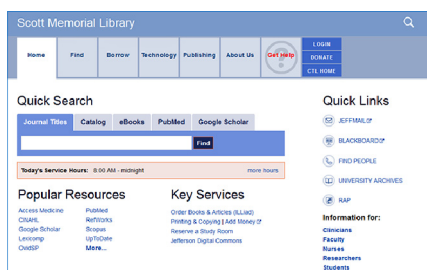 Scott Memorial Library
Home
Find
Borrow
Technology
Publishing
About Us
Get Help
LOGIN
DONATE
CTL HOME
Quick Search
Journal Titles
Catalog
eBooks
PubMed
Google Scholar
Find
Today's Service Hours: 8:00 AM - midnight
more hours
Popular Resources
Access Medicine
CINAHL
Google Scholar
Lexicomp
OvidSP
PubMed
RefWorks
Scopus
UpToDate
More...
Key Services
Order Books & Articles (ILLiad)
Printing & Copying | Add Money
Reserve a Study Room
Jefferson Digital Commons
Quick Links
JEFFMAIL
BLACKBOARD
FIND PEOPLE
UNIVERSITY ARCHIVES
RAP
Information for:
Clinicians
Faculty
Nurses
Researchers
Students